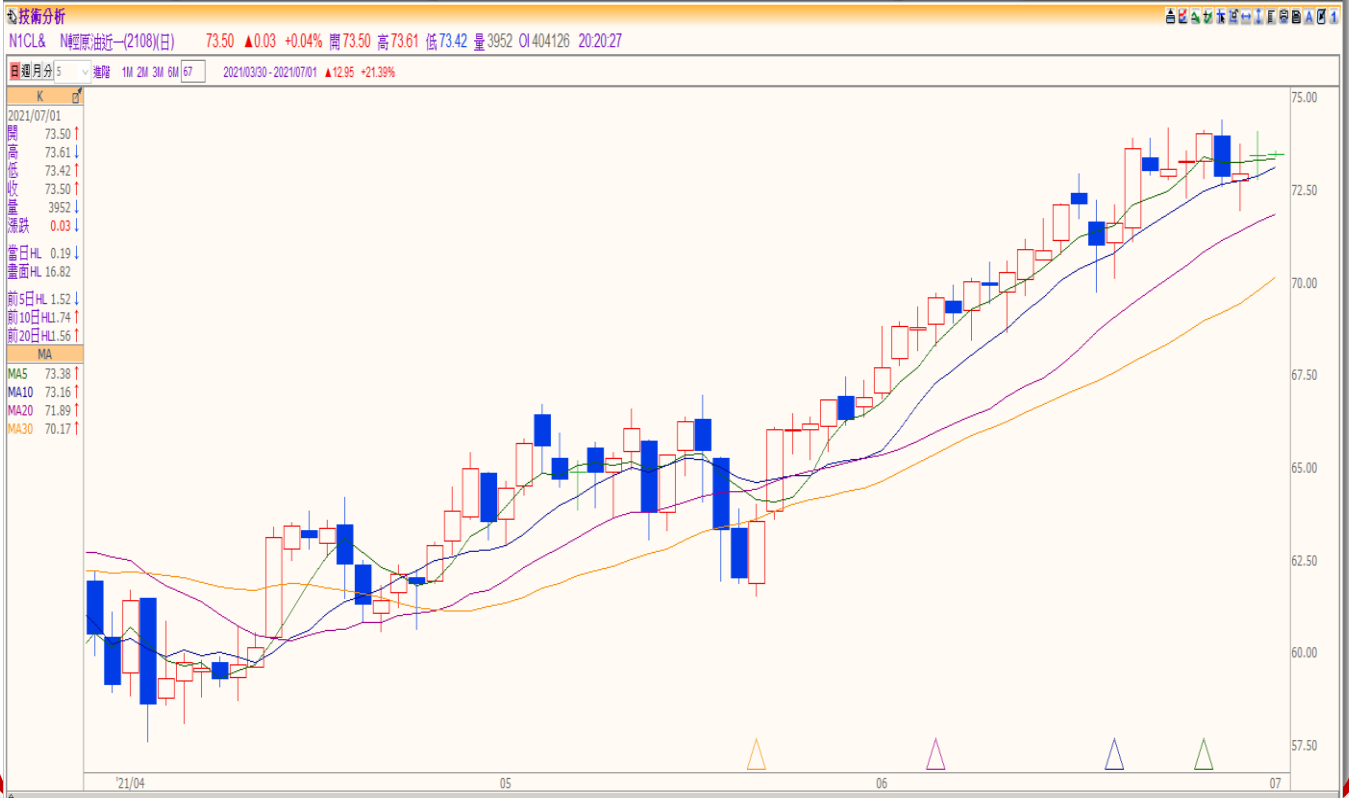 技術分析
N1CL& N輕原油近一(2108)(日) 73.50 ▲0.03 +0.04% 開 73.50 高 73.61 低 73.42 量 3952 OI 404126 20:20:27
日 週 月 分 5 進階 1M 2M 3M 6M 67 2021/03/30 - 2021/07/01 ▲12.95 +21.39%
K
2021/07/01
開 73.50 ↑
高 73.61 ↓
低 73.42 ↑
收 73.50 ↑
量 3952 ↓
漲跌 0.03 ↓
當日HL 0.19 ↓
畫面HL 16.82
前5日HL 1.52 ↓
前10日HL1.74 ↑
前20日HL1.56 ↑
MA
MA5 73.38 ↑
MA10 73.16 ↑
MA20 71.89 ↑
MA30 70.17 ↑
75.00
72.50
70.00
67.50
65.00
62.50
60.00
57.50
'21/04 05 06 07